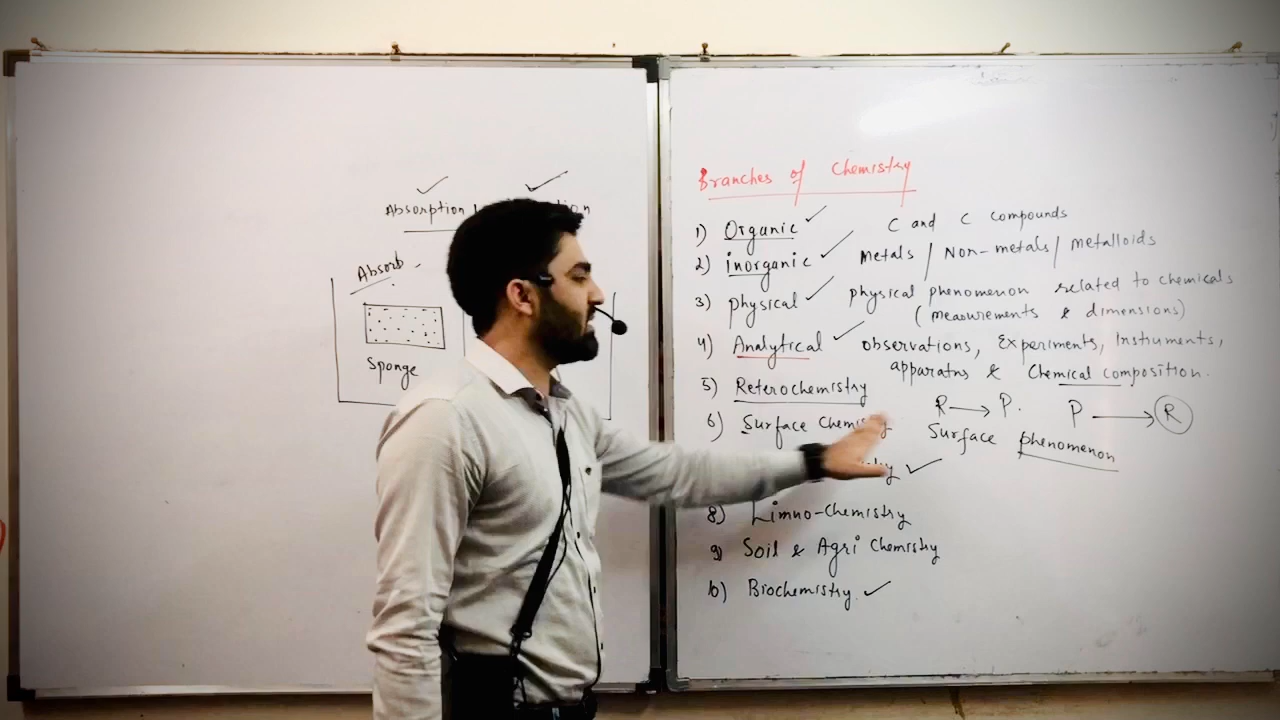 Absorption
Absorb
Sponge
Branches of Chemistry
1) Organic C and C compounds
2) inorganic Metals / Non-metals / metalloids
3) physical physical phenomenon related to chemicals
(measurements & dimensions)
4) Analytical observations, Experiments, Instruments,
apparatus & Chemical composition.
5) Reterochemistry R → P. P → R
6) Surface Chemistry Surface phenomenon
8) Limno-Chemistry
9) Soil & Agri Chemistry
10) Biochemistry.